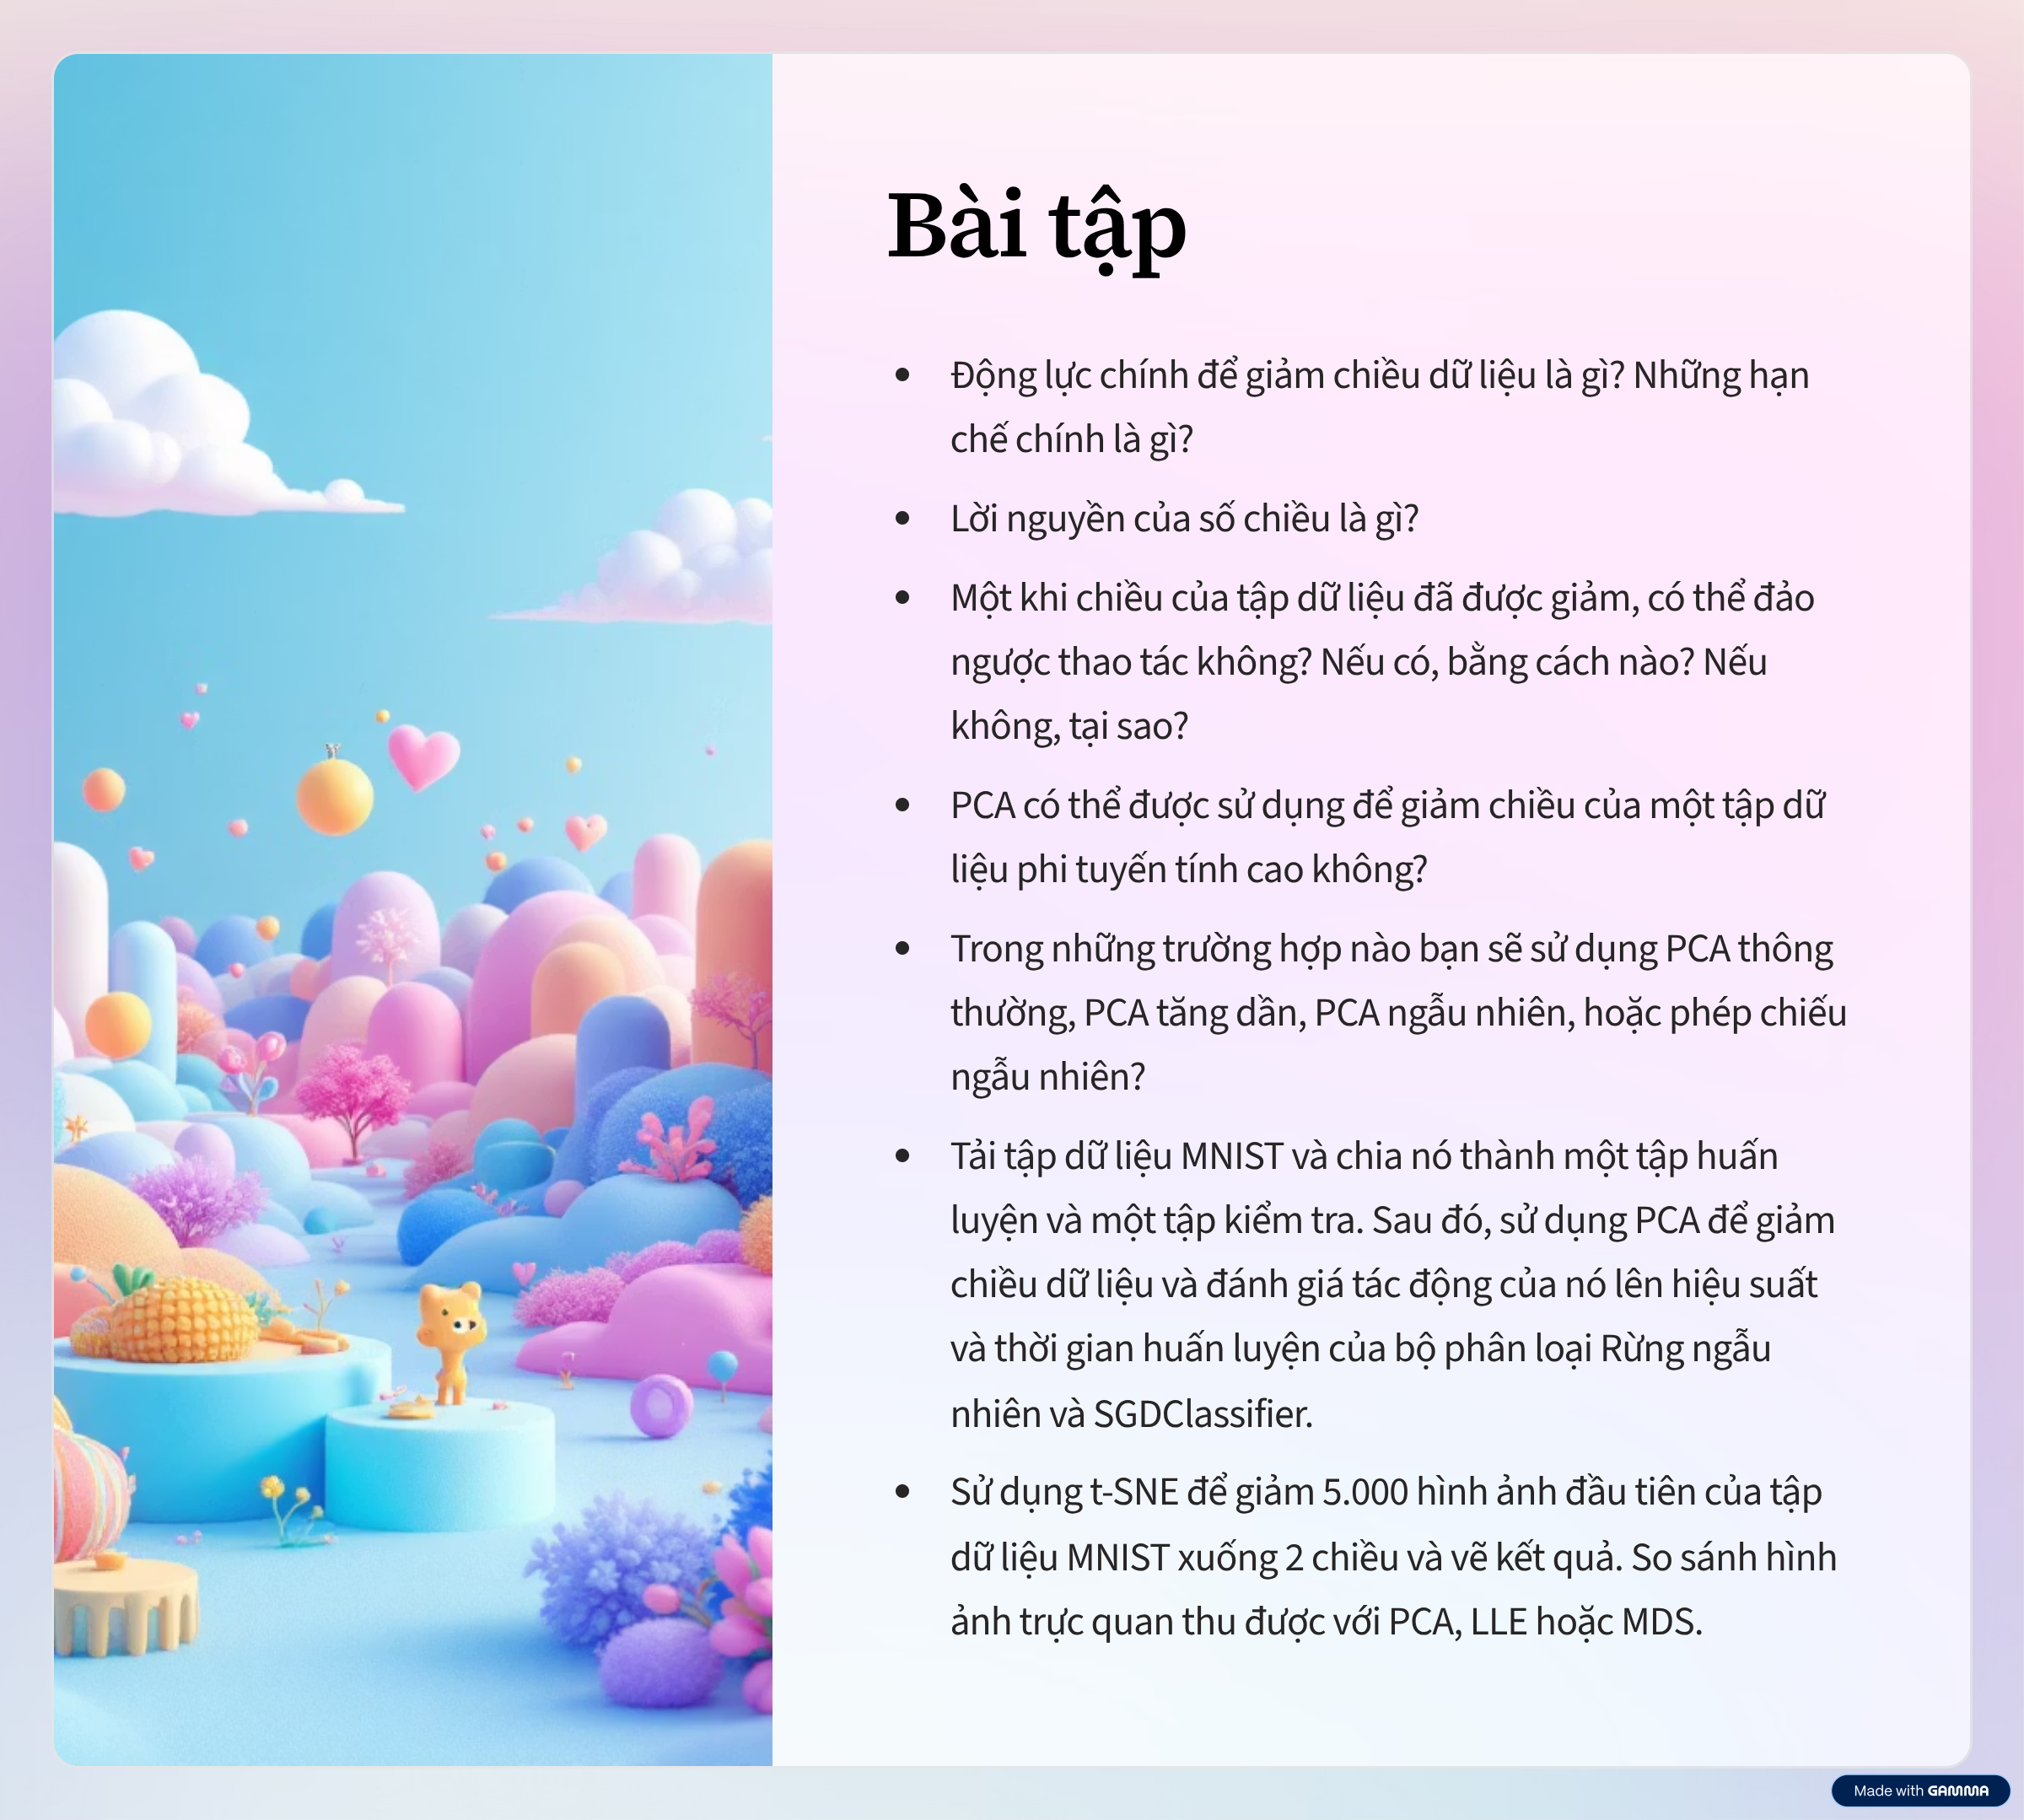 Bài tập
• Động lực chính để giảm chiều dữ liệu là gì? Những hạn
chế chính là gì?
• Lời nguyền của số chiều là gì?
• Một khi chiều của tập dữ liệu đã được giảm, có thể đảo
ngược thao tác không? Nếu có, bằng cách nào? Nếu
không, tại sao?
• PCA có thể được sử dụng để giảm chiều của một tập dữ
liệu phi tuyến tính cao không?
• Trong những trường hợp nào bạn sẽ sử dụng PCA thông
thường, PCA tăng dần, PCA ngẫu nhiên, hoặc phép chiếu
ngẫu nhiên?
• Tải tập dữ liệu MNIST và chia nó thành một tập huấn
luyện và một tập kiểm tra. Sau đó, sử dụng PCA để giảm
chiều dữ liệu và đánh giá tác động của nó lên hiệu suất
và thời gian huấn luyện của bộ phân loại Rừng ngẫu
nhiên và SGDClassifier.
• Sử dụng t-SNE để giảm 5.000 hình ảnh đầu tiên của tập
dữ liệu MNIST xuống 2 chiều và vẽ kết quả. So sánh hình
ảnh trực quan thu được với PCA, LLE hoặc MDS.
Made with GAMMA